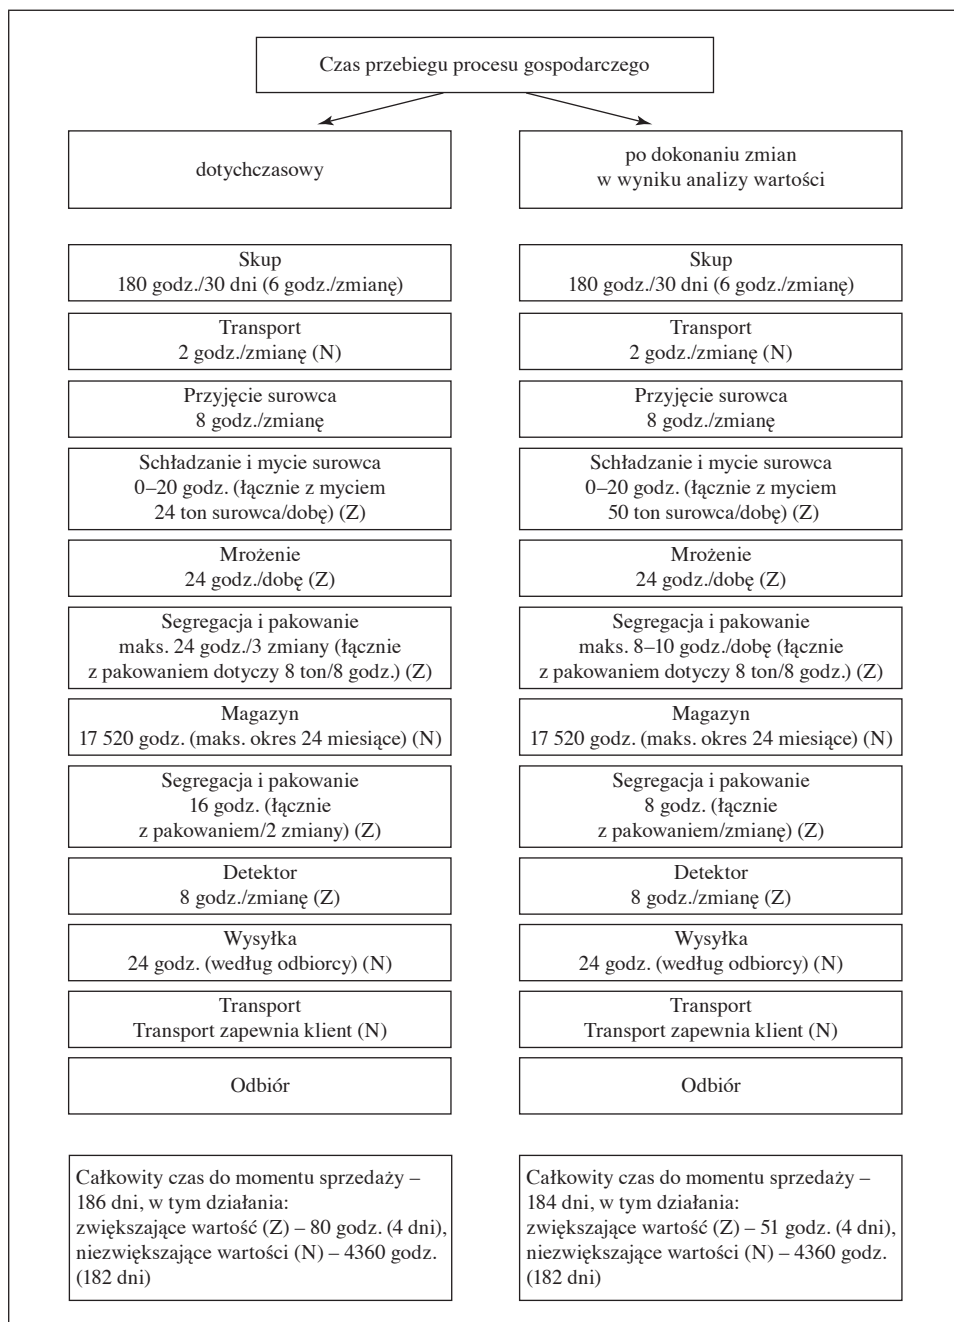 Czas przebiegu procesu gospodarczego
dotychczasowy
po dokonaniu zmian
w wyniku analizy wartości
Skup
180 godz./30 dni (6 godz./zmianę)
Transport
2 godz./zmianę (N)
Przyjęcie surowca
8 godz./zmianę
Schładzanie i mycie surowca
0–20 godz. (łącznie z myciem
24 ton surowca/dobę) (Z)
Mrożenie
24 godz./dobę (Z)
Segregacja i pakowanie
maks. 24 godz./3 zmiany (łącznie
z pakowaniem dotyczy 8 ton/8 godz.) (Z)
Magazyn
17 520 godz. (maks. okres 24 miesiące) (N)
Segregacja i pakowanie
16 godz. (łącznie
z pakowaniem/2 zmiany) (Z)
Detektor
8 godz./zmianę (Z)
Wysyłka
24 godz. (według odbiorcy) (N)
Transport
Transport zapewnia klient (N)
Odbiór
Całkowity czas do momentu sprzedaży –
186 dni, w tym działania:
zwiększające wartość (Z) – 80 godz. (4 dni),
niezwiększające wartości (N) – 4360 godz.
(182 dni)
Skup
180 godz./30 dni (6 godz./zmianę)
Transport
2 godz./zmianę (N)
Przyjęcie surowca
8 godz./zmianę
Schładzanie i mycie surowca
0–20 godz. (łącznie z myciem
50 ton surowca/dobę) (Z)
Mrożenie
24 godz./dobę (Z)
Segregacja i pakowanie
maks. 8–10 godz./dobę (łącznie
z pakowaniem dotyczy 8 ton/8 godz.) (Z)
Magazyn
17 520 godz. (maks. okres 24 miesiące) (N)
Segregacja i pakowanie
8 godz. (łącznie
z pakowaniem/zmianę) (Z)
Detektor
8 godz./zmianę (Z)
Wysyłka
24 godz. (według odbiorcy) (N)
Transport
Transport zapewnia klient (N)
Odbiór
Całkowity czas do momentu sprzedaży –
184 dni, w tym działania:
zwiększające wartość (Z) – 51 godz. (4 dni),
niezwiększające wartości (N) – 4360 godz.
(182 dni)